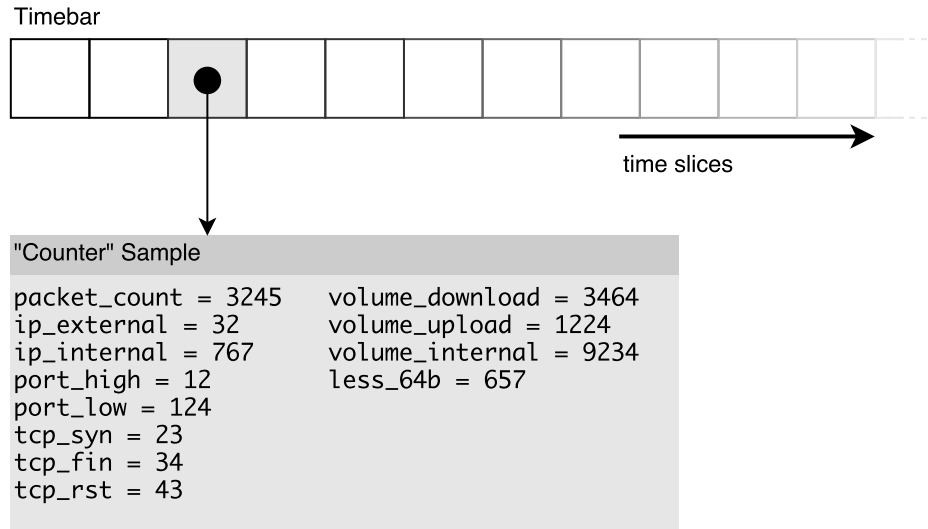 Timebar
time slices
"Counter" Sample
packet_count = 3245
ip_external = 32
ip_internal = 767
port_high = 12
port_low = 124
tcp_syn = 23
tcp_fin = 34
tcp_rst = 43
volume_download = 3464
volume_upload = 1224
volume_internal = 9234
less_64b = 657